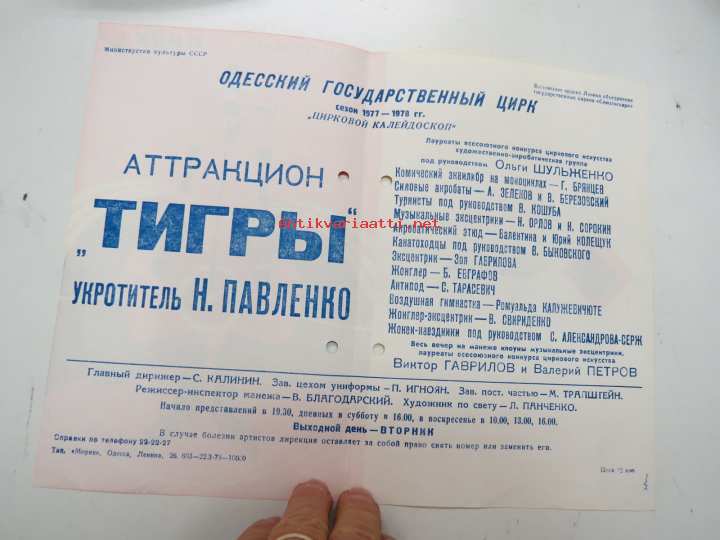 Министерство культуры СССР
ОДЕССКИЙ ГОСУДАРСТВЕННЫЙ ЦИРК
сезон 1977—1978 гг.
„ЦИРКОВОЙ КАЛЕЙДОСКОП“
АТТРАКЦИОН
„ТИГРЫ“
УКРОТИТЕЛЬ Н. ПАВЛЕНКО
Лауреаты всесоюзного конкурса циркового искусства
художественно-акробатическая группа
под руководством Ольги ШУЛЬЖЕНКО
Комический эквилибр на моноциклах — Г. БРЯНЦЕВ
Силовые акробаты — А. ЗЕЛЕКОВ и В. БЕРЕЗОВСКИЙ
Турнисты под руководством В. КОШУБА
Музыкальные эксцентрики — Н. ОРЛОВ и Н. СОРОКИН
Акробатический этюд — Валентина и Юрий КОЛЕЩУК
Канатоходцы под руководством В. БЫКОВСКОГО
Эксцентрик — Зоя ГАВРИЛОВА
Жонглер — Б. ЕВГРАФОВ
Антипод — С. ТАРАСЕВИЧ
Воздушная гимнастка — Ромуальда КАЛУЖЕВИЧЮТЕ
Жонглер-эксцентрик — В. СВИРИДЕНКО
Жокеи-наездники под руководством С. АЛЕКСАНДРОВА-СЕРЖ
Весь вечер на манеже клоуны музыкальные эксцентрики,
лауреаты всесоюзного конкурса циркового искусства
Виктор ГАВРИЛОВ и Валерий ПЕТРОВ
antikvariaatti.net
Главный дирижер — С. КАЛИНИН. Зав. цехом униформы — П. ИГНОЯН. Зав. пост. частью — М. ТРАПШТЕЙН.
Режиссер-инспектор манежа — В. БЛАГОДАРСКИЙ. Художник по свету — Л. ПАНЧЕНКО.
Начало представлений в 19.30, дневных в субботу в 16.00, в воскресенье в 10.00, 13.00, 16.00.
Выходной день — ВТОРНИК
Справки по телефону 22-22-27
В случае болезни артистов дирекция оставляет за собой право снять номер или заменить его.
Тип. «Моряк», Одесса, Ленина, 26.